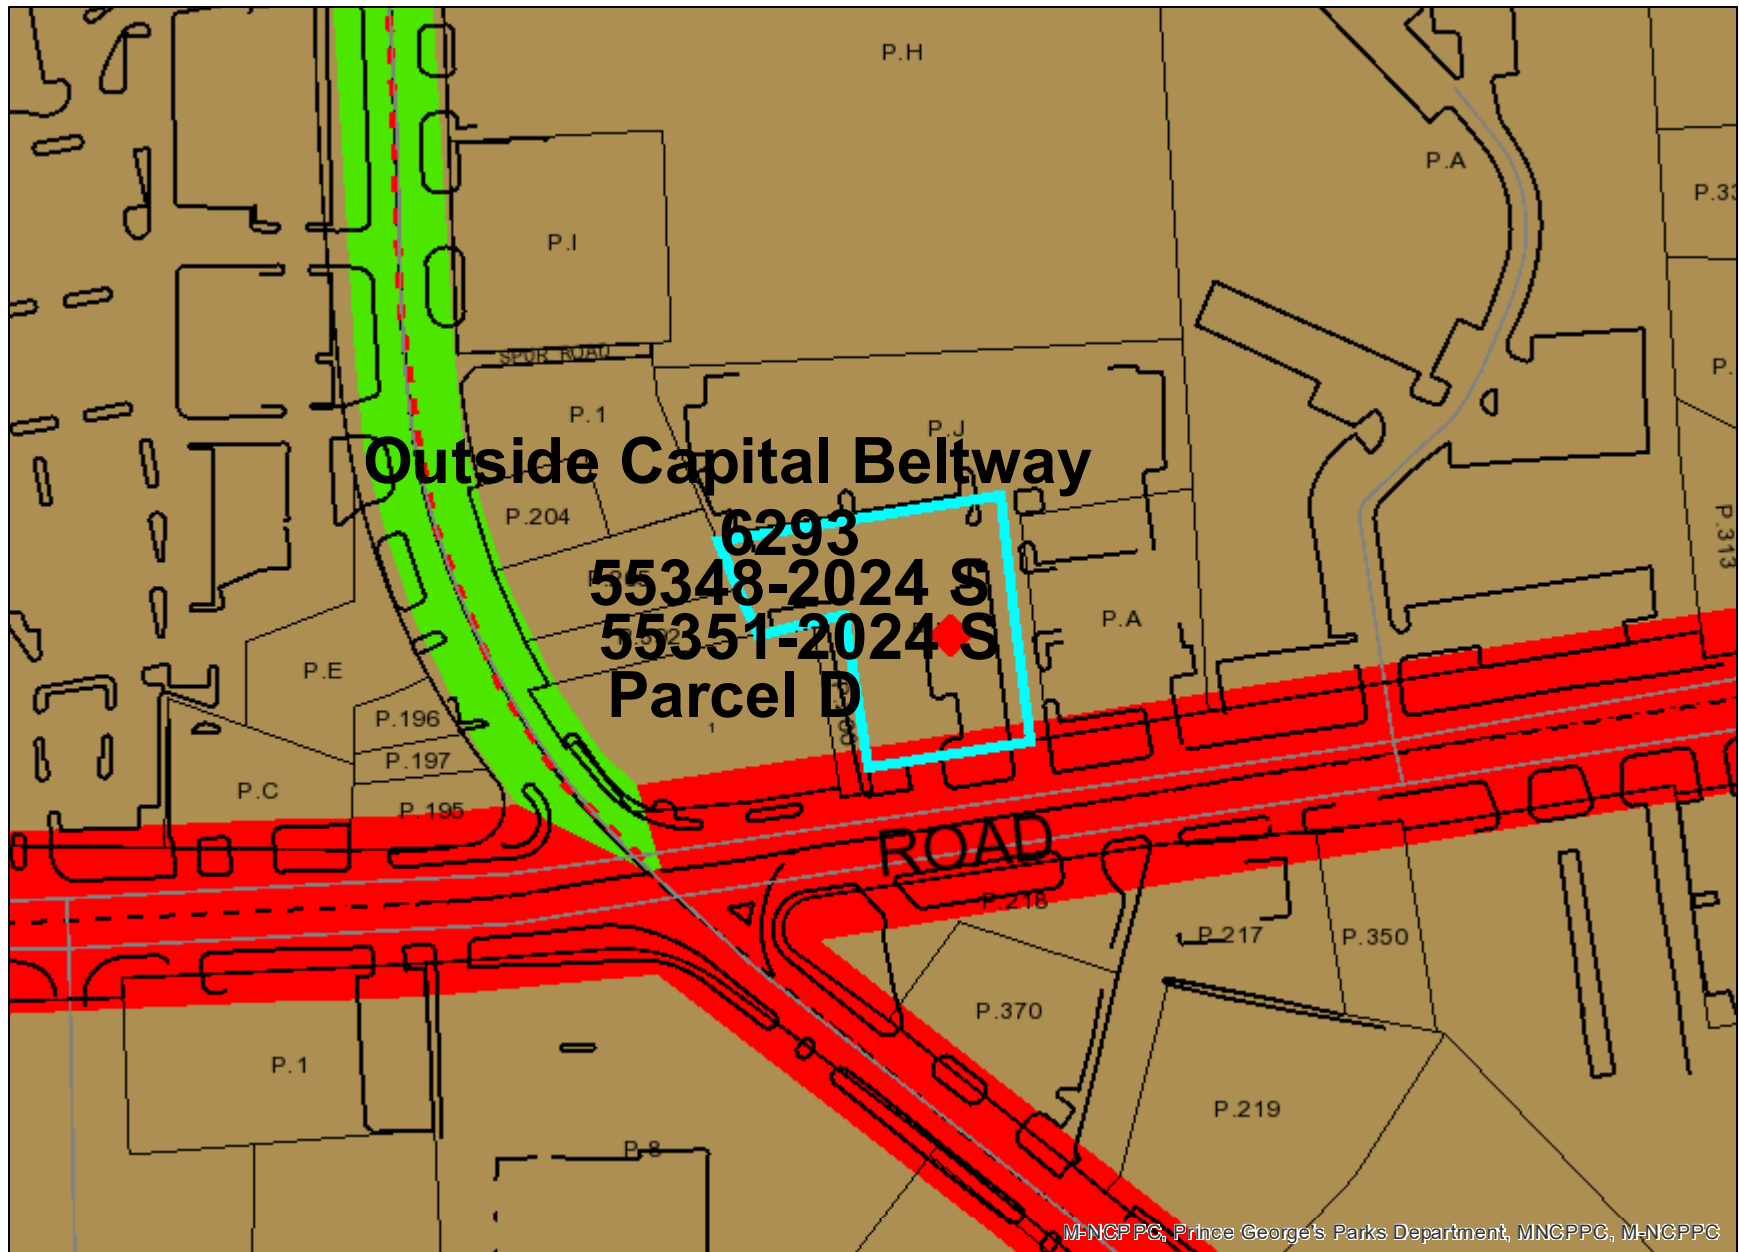 P.H
P.A
P.33
P.I
SPUR ROAD
P.
P.1
P.J
Outside Capital Beltway
P.204
6293
P.313
55348-2024 S
P.A
55351-2024 S
P.E
Parcel D
P.196
1
P.197
P.C
P.195
ROAD
P.218
P.217
P.350
P.370
P.1
P.219
P.8
M-NCPPC, Prince George's Parks Department, MNCPPC, M-NCPPC